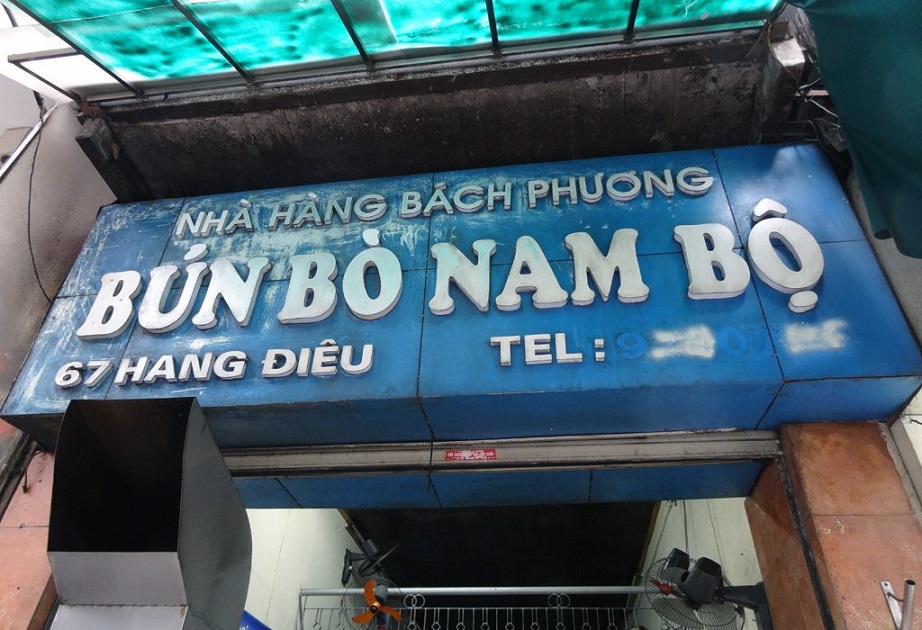 NHÀ HÀNG BÁCH PHƯƠNG
BÚN BÒ NAM BỘ
67 HANG ĐIÊU TEL :